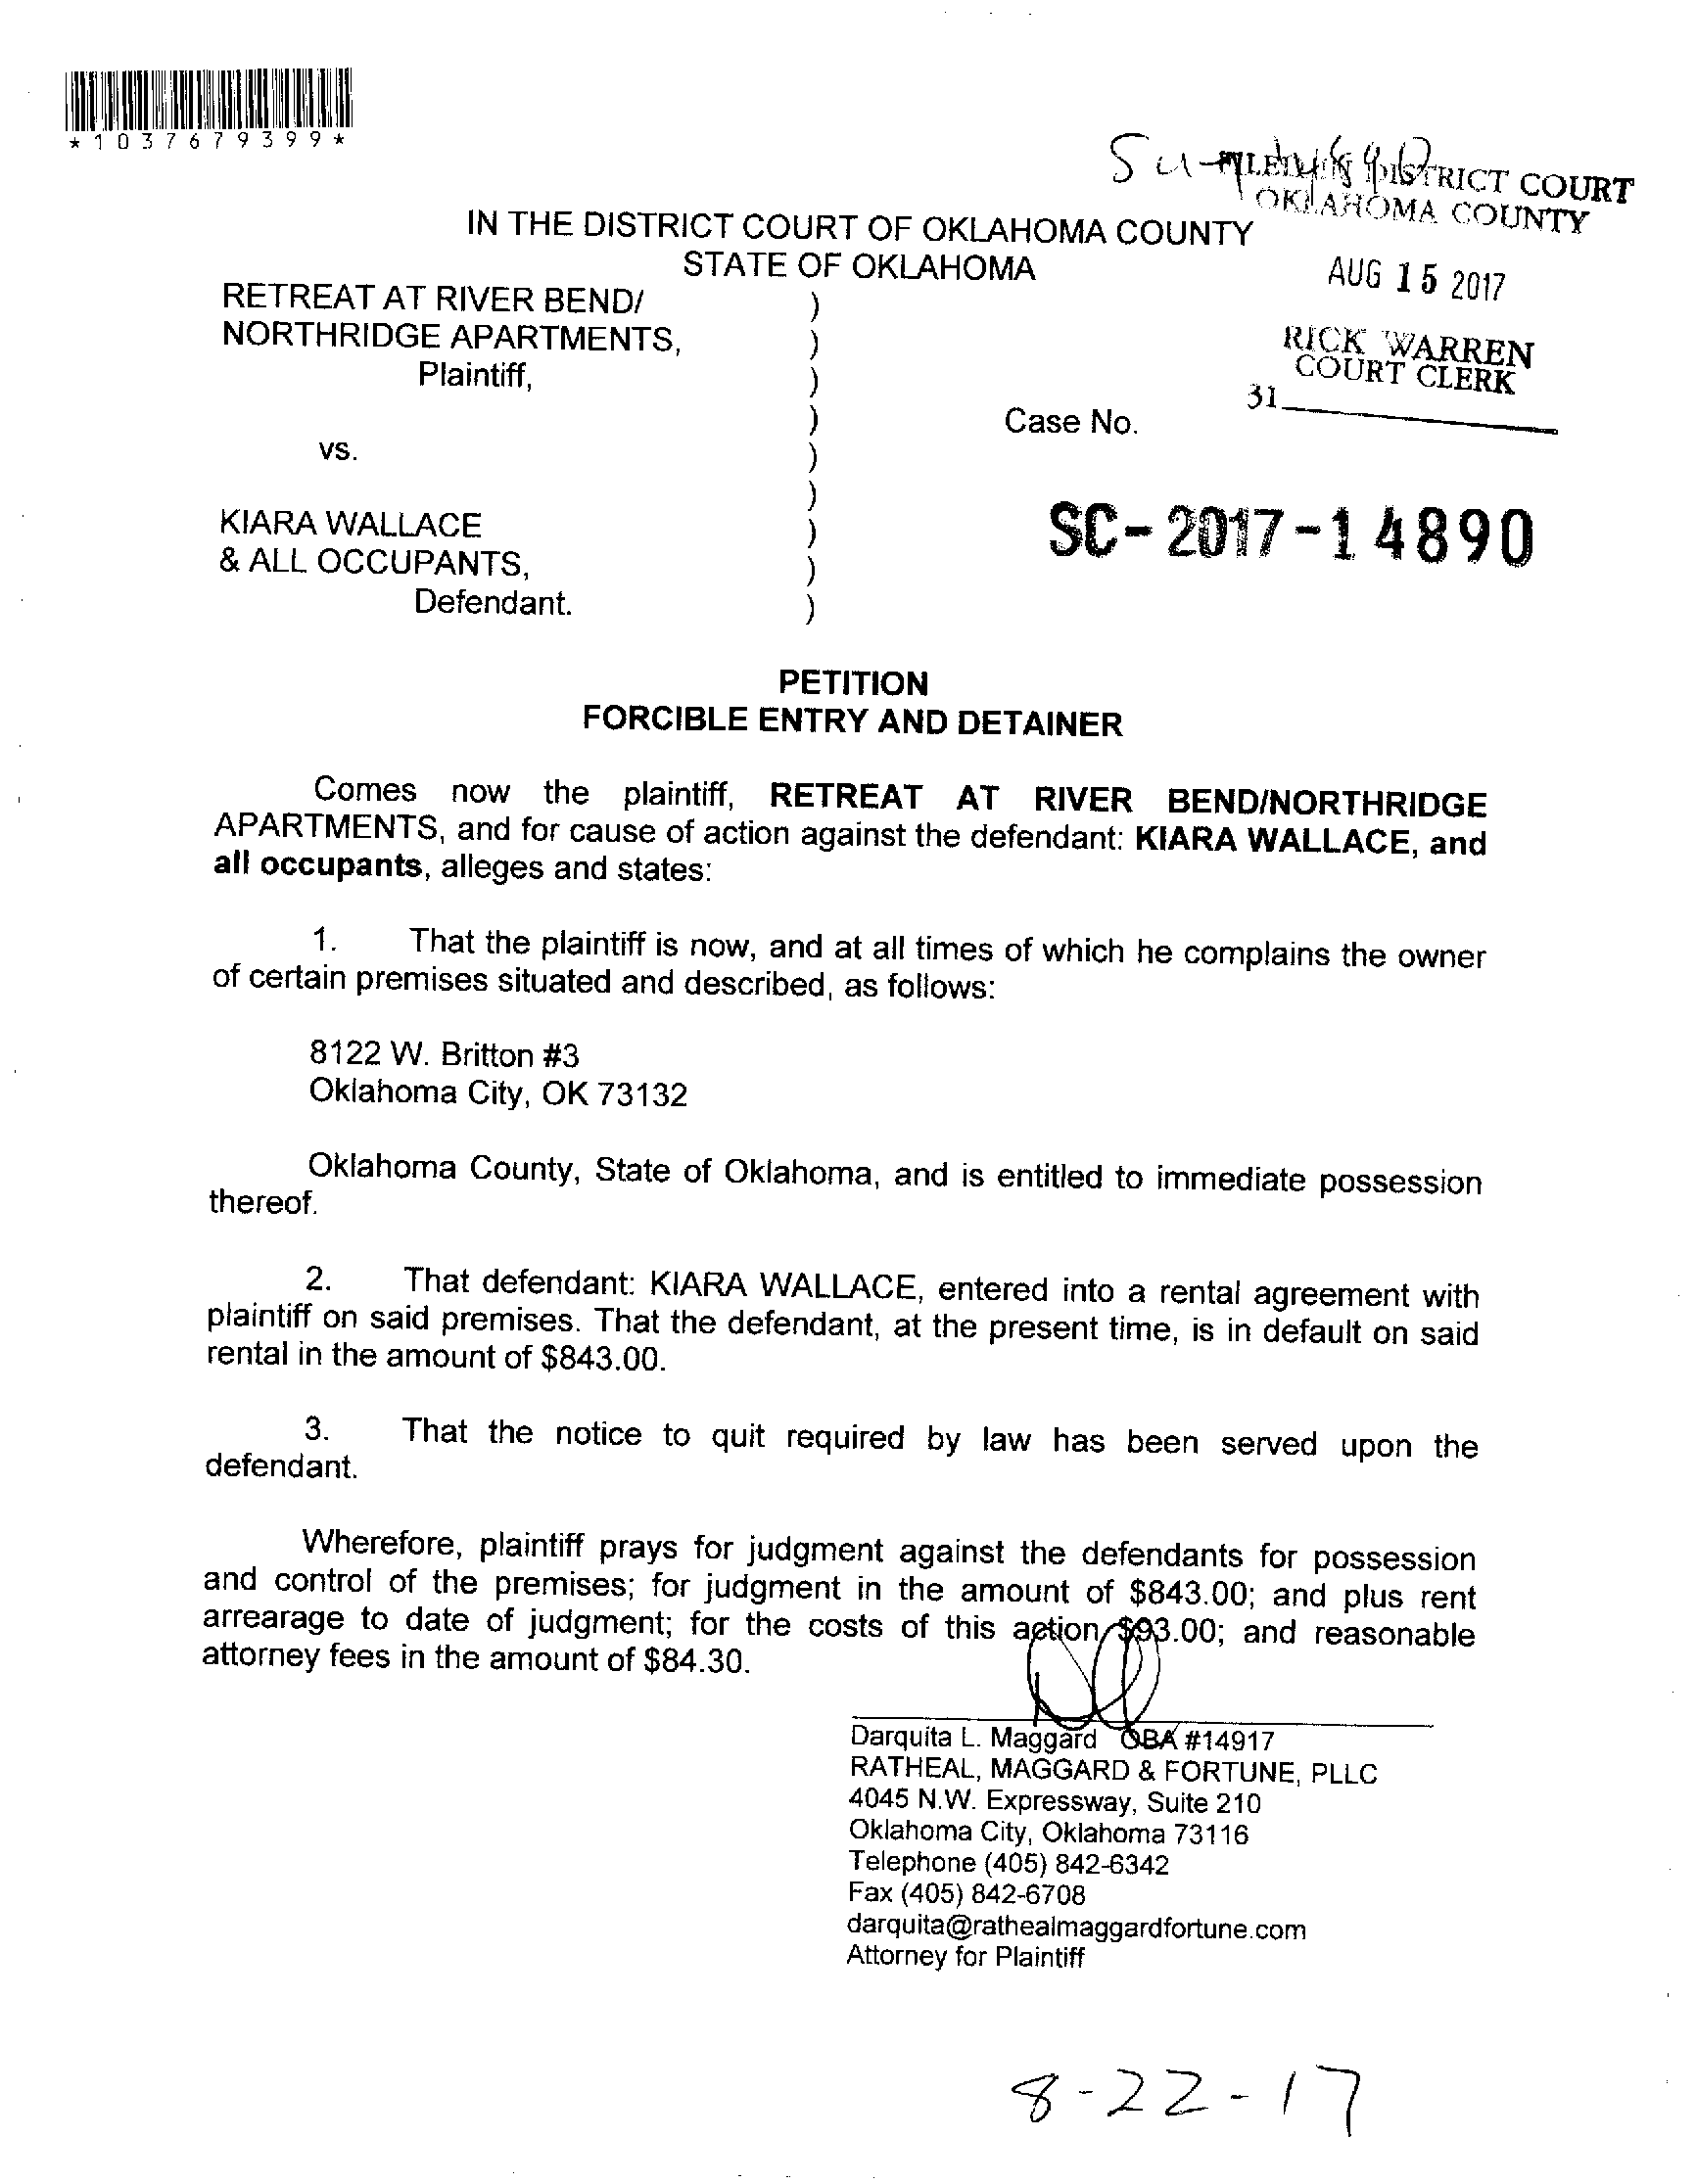 *1037679399*
FILED IN DISTRICT COURT
OKLAHOMA COUNTY
IN THE DISTRICT COURT OF OKLAHOMA COUNTY
STATE OF OKLAHOMA
AUG 15 2017
RETREAT AT RIVER BEND/ )
NORTHRIDGE APARTMENTS, )
RICK WARREN
COURT CLERK
Plaintiff, )
31
) Case No.
vs. )
)
KIARA WALLACE )
SC-2017-14890
& ALL OCCUPANTS, )
Defendant. )
PETITION
FORCIBLE ENTRY AND DETAINER
Comes now the plaintiff, RETREAT AT RIVER BEND/NORTHRIDGE
APARTMENTS, and for cause of action against the defendant: KIARA WALLACE, and
all occupants, alleges and states:
1. That the plaintiff is now, and at all times of which he complains the owner
of certain premises situated and described, as follows:
8122 W. Britton #3
Oklahoma City, OK 73132
Oklahoma County, State of Oklahoma, and is entitled to immediate possession
thereof.
2. That defendant: KIARA WALLACE, entered into a rental agreement with
plaintiff on said premises. That the defendant, at the present time, is in default on said
rental in the amount of $843.00.
3. That the notice to quit required by law has been served upon the
defendant.
Wherefore, plaintiff prays for judgment against the defendants for possession
and control of the premises; for judgment in the amount of $843.00; and plus rent
arrearage to date of judgment; for the costs of this action $93.00; and reasonable
attorney fees in the amount of $84.30.
Darquita L. Maggard OBA #14917
RATHEAL, MAGGARD & FORTUNE, PLLC
4045 N.W. Expressway, Suite 210
Oklahoma City, Oklahoma 73116
Telephone (405) 842-6342
Fax (405) 842-6708
darquita@rathealmaggardfortune.com
Attorney for Plaintiff
8-22-17